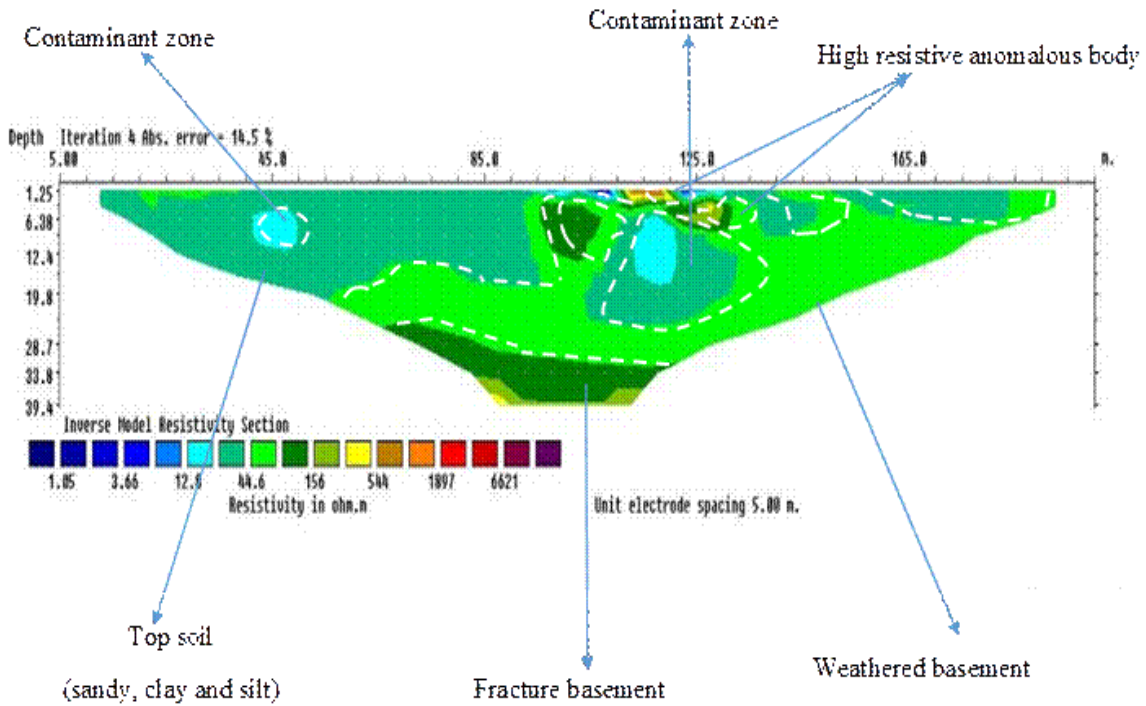 Contaminant zone
Contaminant zone
High resistive anomalous body
Depth Iteration 4 Abs. error = 14.5 %
5.00 45.0 85.0 125.0 165.0 m.
1.25
6.38
12.4
19.8
28.7
33.8
39.4
Inverse Model Resistivity Section
1.05 3.66 12.8 44.6 156 544 1897 6621
Resistivity in ohm.m
Unit electrode spacing 5.00 m.
Top soil
(sandy, clay and silt)
Fracture basement
Weathered basement